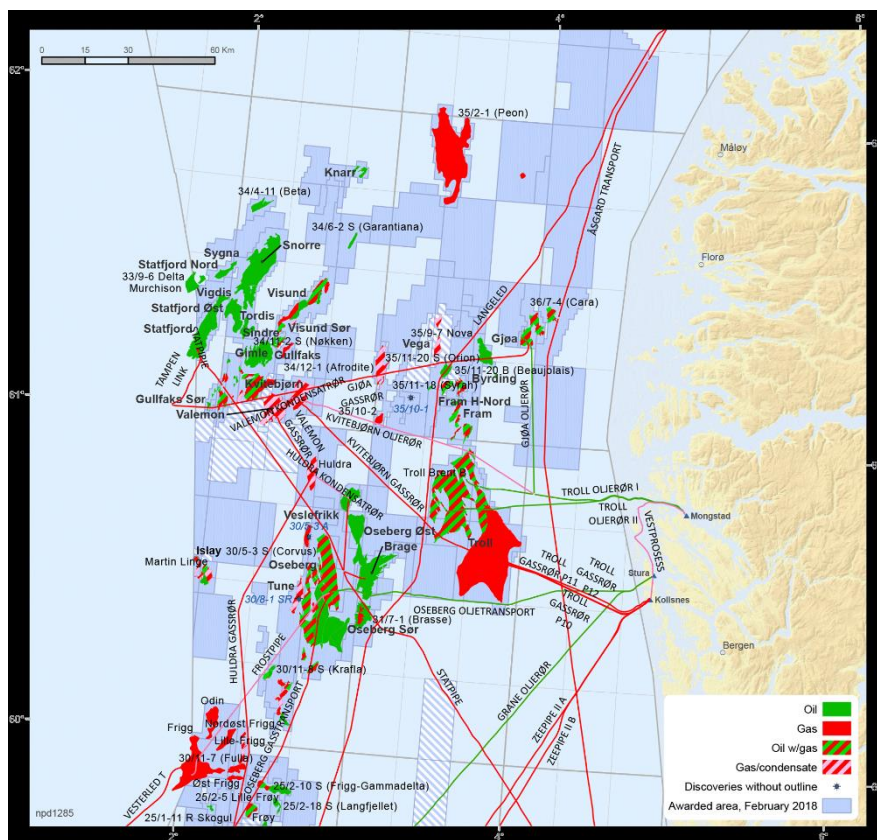 2°
4°
6°
0 15 30 60 Km
62°
35/2-1 (Peon)
Måløy
Knarr
34/4-11 (Beta)
ÅSGARD TRANSPORT
34/6-2 S (Garantiana)
Snorre
Sygna
Florø
Statfjord Nord
33/9-6 Delta
Murchison
Vigdis
Visund
LANGELED
36/7-4 (Cara)
Statfjord Øst
Tordis
Statfjord
Sindre
Visund Sør
35/9-7 Nova
Vega
Gjøa
34/11-2 S (Nøkken)
Gimle
Gullfaks
TATPIPE
TAMPEN
LINK
35/11-20 S (Orion)
34/12-1 (Afrodite)
35/11-20 B (Beaujolais)
Byrding
61°
Kvitebjørn
GJØA
GASSRØR
35/11-18 (Syrah)
Gullfaks Sør
35/10-1
Fram H-Nord
Fram
Valemon
VALEMON KONDENSATRØR
35/10-2
KVITEBJØRN OLJERØR
GJØA OLJERØR
VALEMON
GASSRØR
HULDRA KONDENSATRØR
KVITEBJØRN GASSRØR
Huldra
Troll Brent B
TROLL OLJERØR I
TROLL
OLJERØR II
Mongstad
Veslefrikk
30/5-3 A
Oseberg Øst
Brage
Troll
VESTPROSESS
Islay
30/5-3 S (Corvus)
Martin Linge
Oseberg
TROLL
GASSRØR P11
TROLL
GASSRØR
P12
Stura
Tune
30/8-1 SR
Kollsnes
OSEBERG OLJETRANSPORT
TROLL
GASSRØR
P10
31/7-1 (Brasse)
Oseberg Sør
HULDRA GASSRØR
FROSTPIPE
Bergen
30/11-8 S (Krafla)
STATPIPE
GRANE OLJERØR
ZEEPIPE II A
ZEEPIPE II B
Odin
60°
Frigg
Nordøst Frigg
Lille-Frigg
30/11-7 (Fulla)
OSEBERG GASSTRANSPORT
VESTERLED T
Øst Frigg
25/2-10 S (Frigg-Gammadelta)
25/2-5 Lille Frøy
25/2-18 S (Langfjellet)
25/1-11 R Skogul
Frøy
Oil
Gas
Oil w/gas
Gas/condensate
Discoveries without outline
Awarded area, February 2018
npd1285
2°
4°
6°